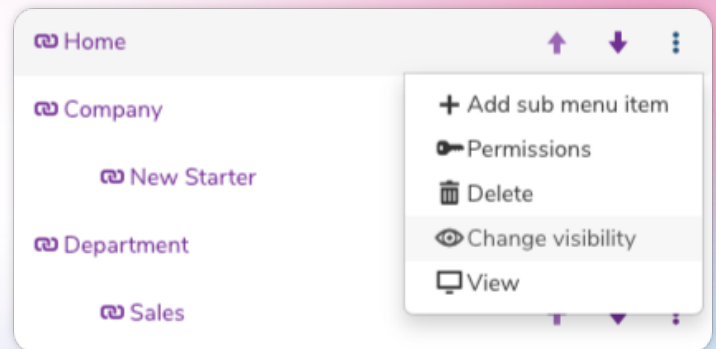 Home
Company
New Starter
Department
Sales
Add sub menu item
Permissions
Delete
Change visibility
View